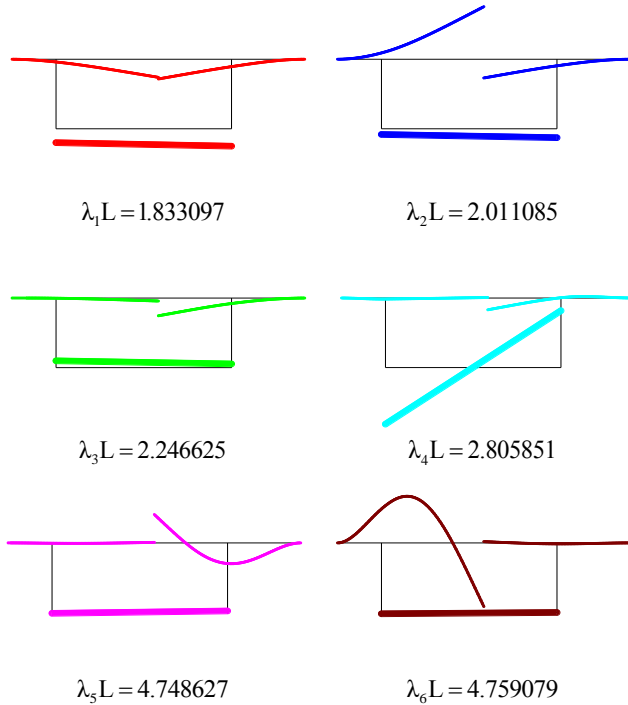 λ₁L = 1.833097
λ₂L = 2.011085
λ₃L = 2.246625
λ₄L = 2.805851
λ₅L = 4.748627
λ₆L = 4.759079